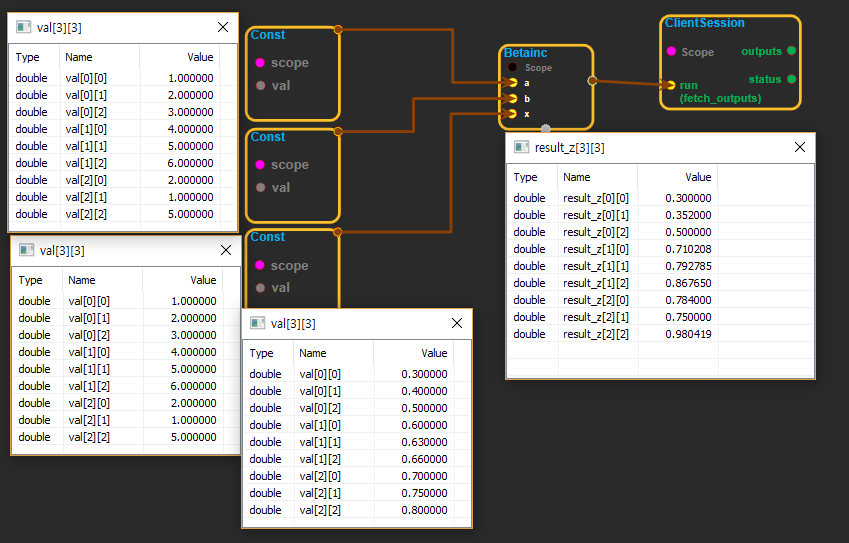 val[3][3]
Type Name Value
double val[0][0] 1.000000
double val[0][1] 2.000000
double val[0][2] 3.000000
double val[1][0] 4.000000
double val[1][1] 5.000000
double val[1][2] 6.000000
double val[2][0] 2.000000
double val[2][1] 1.000000
double val[2][2] 5.000000
val[3][3]
Type Name Value
double val[0][0] 1.000000
double val[0][1] 2.000000
double val[0][2] 3.000000
double val[1][0] 4.000000
double val[1][1] 5.000000
double val[1][2] 6.000000
double val[2][0] 2.000000
double val[2][1] 1.000000
double val[2][2] 5.000000
Const
scope
val
Const
scope
val
Const
scope
val
val[3][3]
Type Name Value
double val[0][0] 0.300000
double val[0][1] 0.400000
double val[0][2] 0.500000
double val[1][0] 0.600000
double val[1][1] 0.630000
double val[1][2] 0.660000
double val[2][0] 0.700000
double val[2][1] 0.750000
double val[2][2] 0.800000
Betainc
Scope
a
b
x
ClientSession
Scope outputs
status
run
(fetch_outputs)
result_z[3][3]
Type Name Value
double result_z[0][0] 0.300000
double result_z[0][1] 0.352000
double result_z[0][2] 0.500000
double result_z[1][0] 0.710208
double result_z[1][1] 0.792785
double result_z[1][2] 0.867650
double result_z[2][0] 0.784000
double result_z[2][1] 0.750000
double result_z[2][2] 0.980419